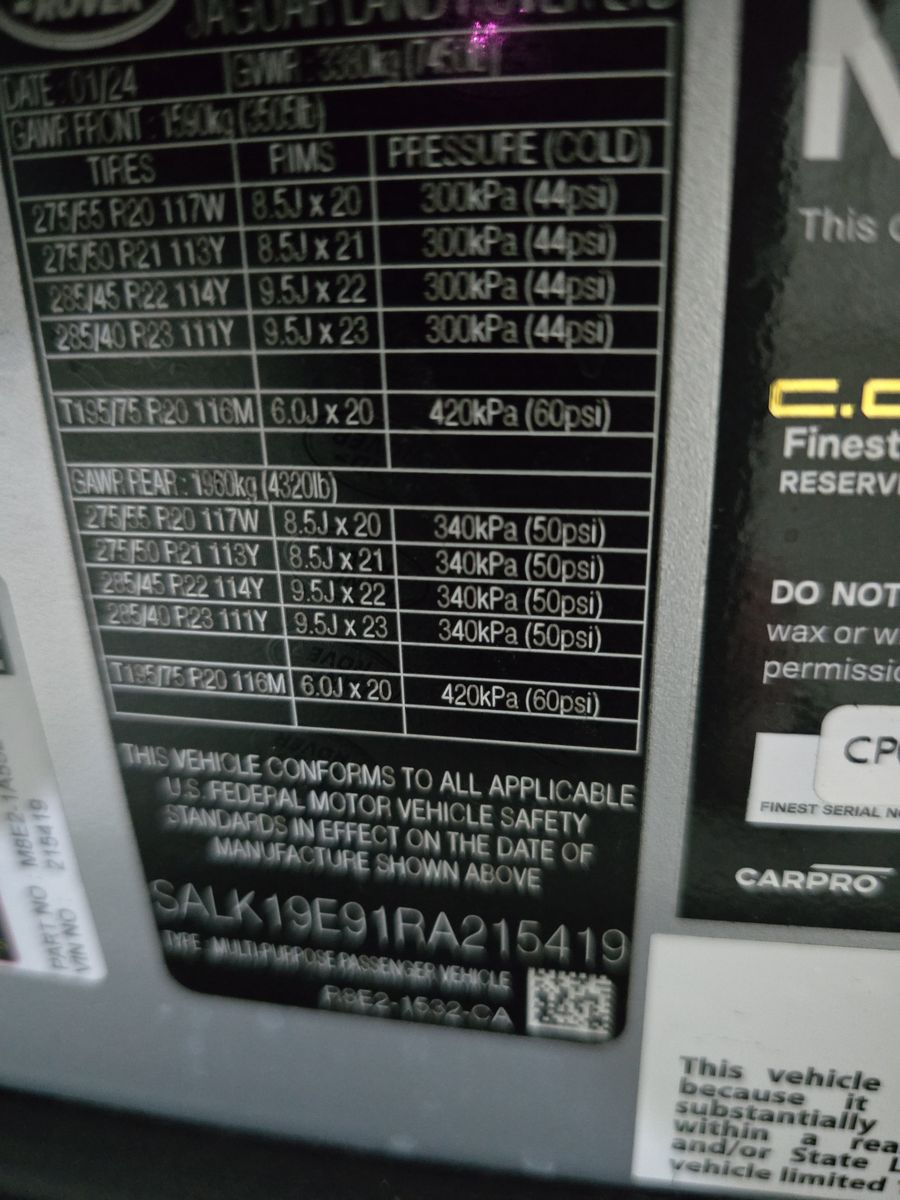 ROVER
JAGUAR LAND ROVER LTD
DATE : 01/24 GVWR : 3380kg
GAWR FRONT : 1590kg (3505lb)
TIRES RIMS PRESSURE (COLD)
275/55 R20 117W 8.5J x 20 300kPa (44psi)
275/50 R21 113Y 8.5J x 21 300kPa (44psi)
285/45 R22 114Y 9.5J x 22 300kPa (44psi)
285/40 R23 111Y 9.5J x 23 300kPa (44psi)
T195/75 R20 116M 6.0J x 20 420kPa (60psi)
GAWR REAR : 1960kg (4320lb)
275/55 R20 117W 8.5J x 20 340kPa (50psi)
275/50 R21 113Y 8.5J x 21 340kPa (50psi)
285/45 R22 114Y 9.5J x 22 340kPa (50psi)
285/40 R23 111Y 9.5J x 23 340kPa (50psi)
T195/75 R20 116M 6.0J x 20 420kPa (60psi)
THIS VEHICLE CONFORMS TO ALL APPLICABLE
U.S. FEDERAL MOTOR VEHICLE SAFETY
STANDARDS IN EFFECT ON THE DATE OF
MANUFACTURE SHOWN ABOVE
SALK19E91RA215419
TYPE : MULTI-PURPOSE PASSENGER VEHICLE
R8E2-1532-CA
PART NO :
VIN NO : 215419
This
Finest
RESERV
DO NOT
wax or w
permissi
CP
FINEST SERIAL N
CARPRO
This vehicle
because it
substantially
within a rea
and/or State L
vehicle limited